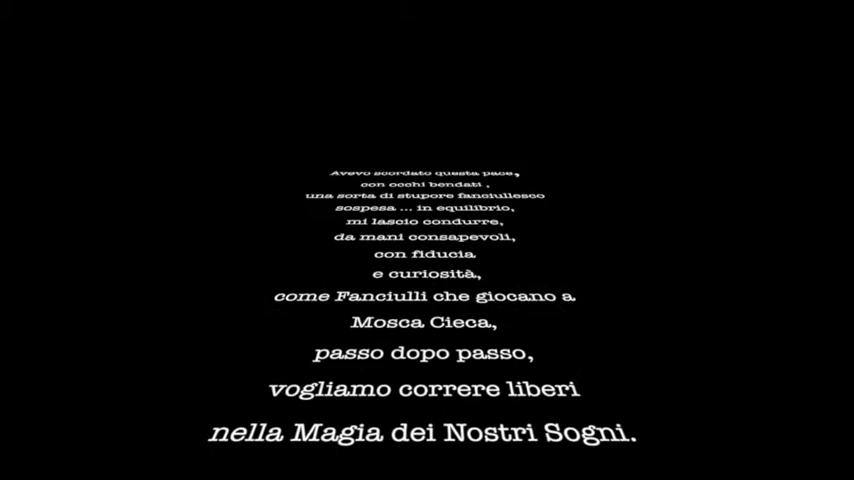 Avevo scordato questa pace,
con occhi bendati ,
una sorta di stupore fanciullesco
sospesa ... in equilibrio,
mi lascio condurre,
da mani consapevoli,
con fiducia
e curiosità,
come Fanciulli che giocano a
Mosca Cieca,
passo dopo passo,
vogliamo correre liberi
nella Magia dei Nostri Sogni.